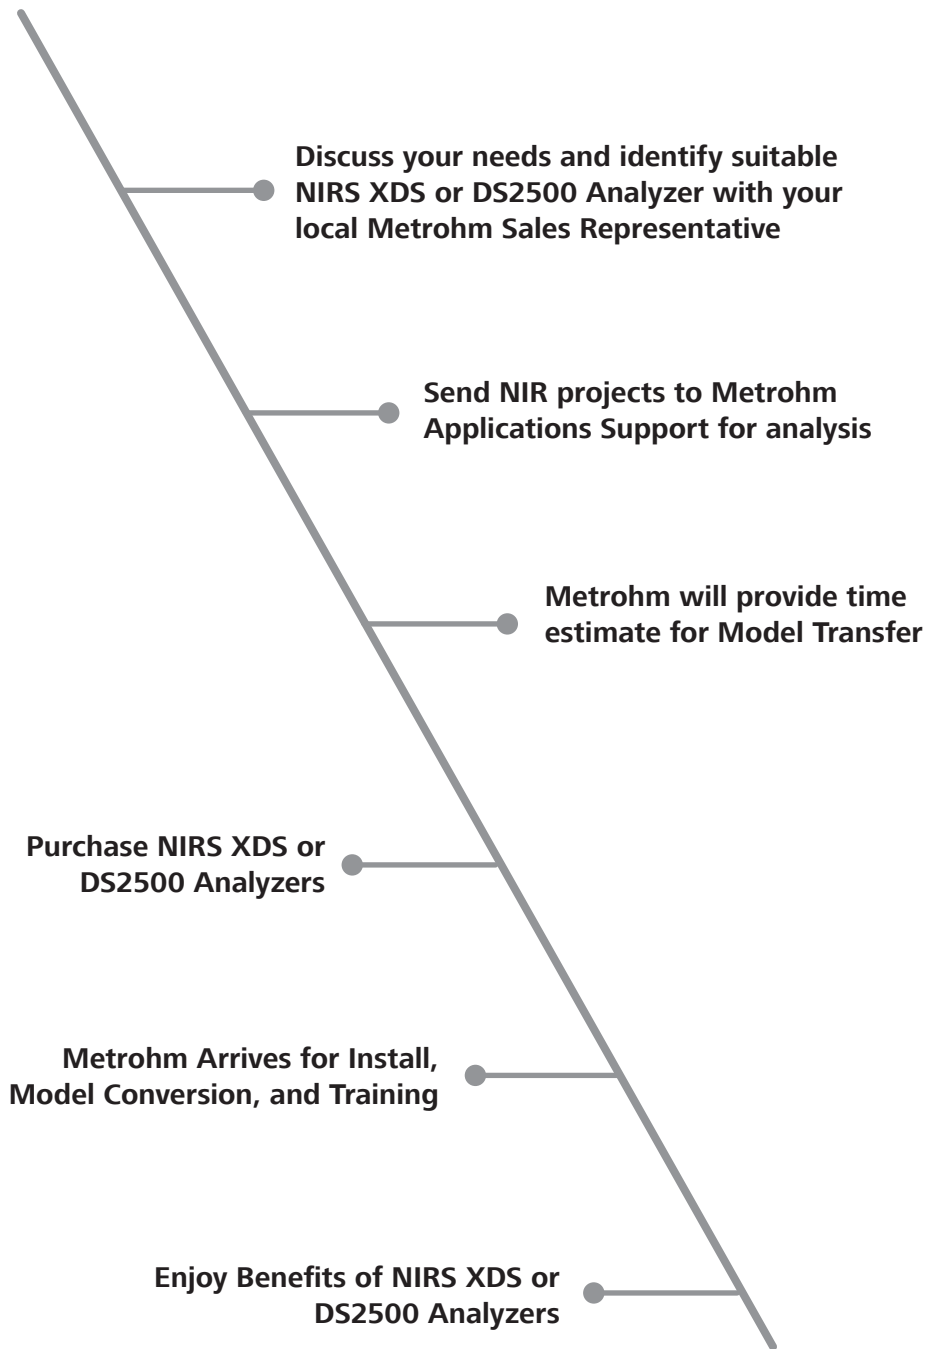 Discuss your needs and identify suitable
NIRS XDS or DS2500 Analyzer with your
local Metrohm Sales Representative
Send NIR projects to Metrohm
Applications Support for analysis
Metrohm will provide time
estimate for Model Transfer
Purchase NIRS XDS or
DS2500 Analyzers
Metrohm Arrives for Install,
Model Conversion, and Training
Enjoy Benefits of NIRS XDS or
DS2500 Analyzers